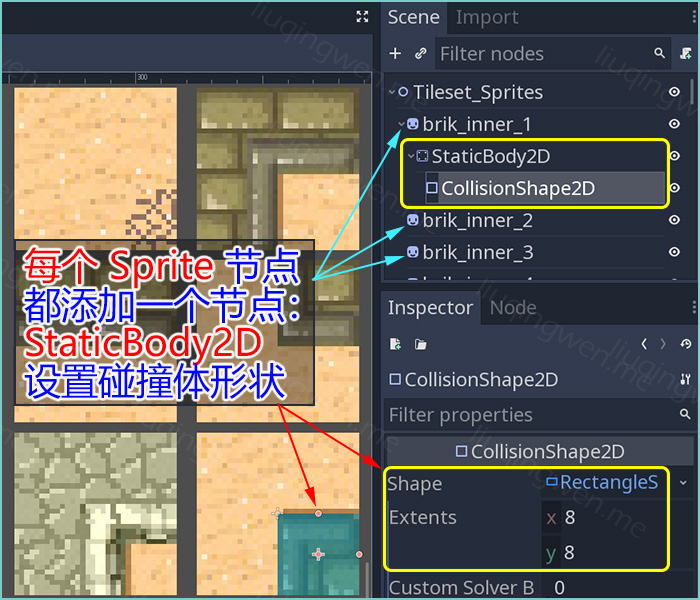 Scene Import
Filter nodes
300
Tileset_Sprites
brik_inner_1
StaticBody2D
CollisionShape2D
brik_inner_2
brik_inner_3
每个 Sprite 节点
都添加一个节点：
StaticBody2D
设置碰撞体形状
Inspector Node
CollisionShape2D
Filter properties
CollisionShape2D
Shape RectangleS
Extents x 8
y 8
Custom Solver B 0
liuqingwen.me